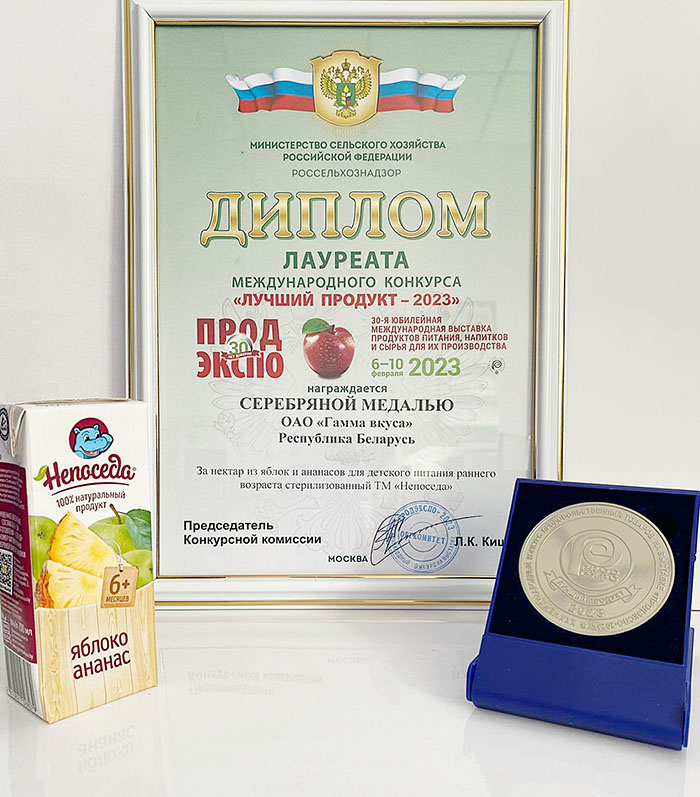 МИНИСТЕРСТВО СЕЛЬСКОГО ХОЗЯЙСТВА
РОССИЙСКОЙ ФЕДЕРАЦИИ
РОССЕЛЬХОЗНАДЗОР
ДИПЛОМ
ЛАУРЕАТА
МЕЖДУНАРОДНОГО КОНКУРСА
«ЛУЧШИЙ ПРОДУКТ – 2023»
ПРОД
ЭКСПО
30
30-Я ЮБИЛЕЙНАЯ
МЕЖДУНАРОДНАЯ ВЫСТАВКА
ПРОДУКТОВ ПИТАНИЯ, НАПИТКОВ
И СЫРЬЯ ДЛЯ ИХ ПРОИЗВОДСТВА
6–10
февраля
2023
награждается
СЕРЕБРЯНОЙ МЕДАЛЬЮ
ОАО «Гамма вкуса»
Республика Беларусь
За нектар из яблок и ананасов для детского питания раннего
возраста стерилизованный ТМ «Непоседа»
Председатель
Конкурсной комиссии
Л.К. Киц
МОСКВА
ОРГКОМИТЕТ
Непоседа
100% натуральный
продукт
6+
МЕСЯЦЕВ
яблоко
ананас
2023